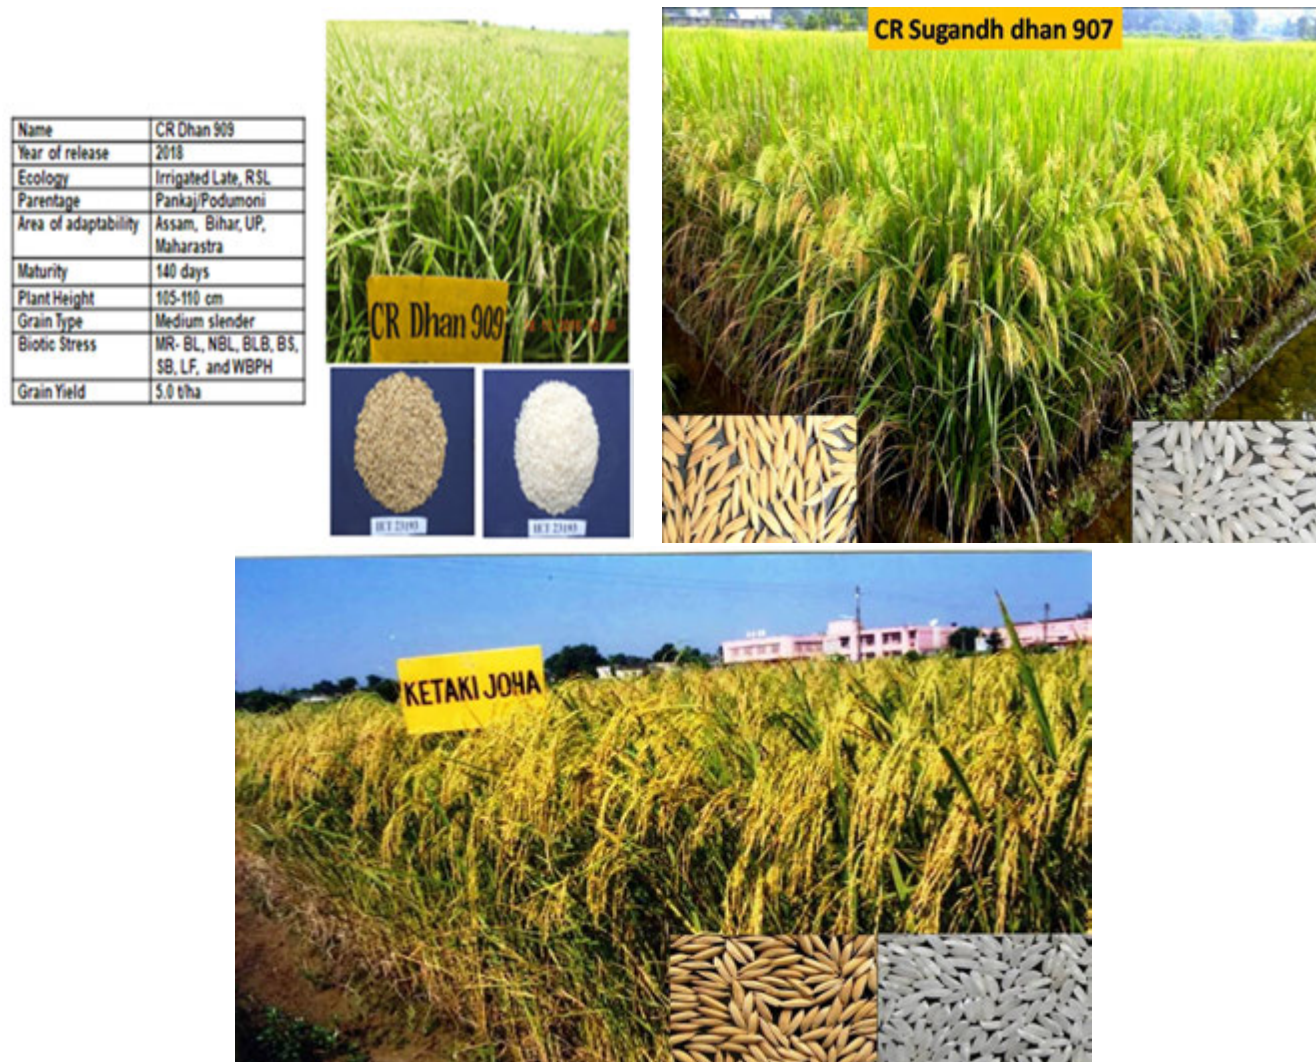 Name CR Dhan 909
Year of release 2018
Ecology Irrigated Late, RSL
Parentage Pankaj/Podumoni
Area of adaptability Assam, Bihar, UP,
Maharastra
Maturity 140 days
Plant Height 105-110 cm
Grain Type Medium slender
Biotic Stress MR- BL, NBL, BLB, BS,
SB, LF, and WBPH
Grain Yield 5.0 t/ha
CR Dhan 909
IET 23193
IET 23193
CR Sugandh dhan 907
KETAKI JOHA